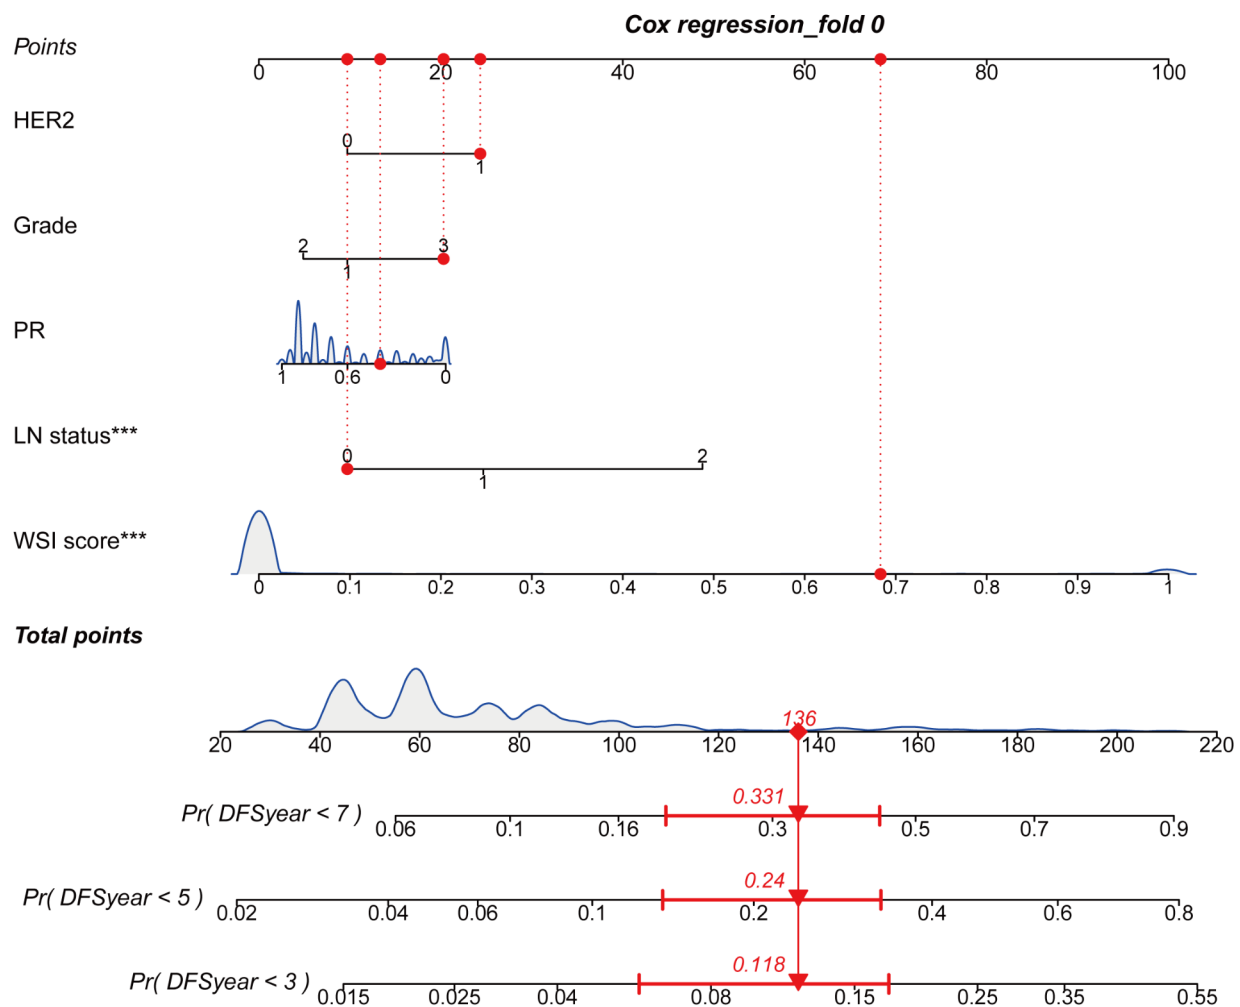 Cox regression_fold 0
Points
0 20 40 60 80 100
HER2
0
1
Grade
2 3
1
PR
1 0.6 0
LN status***
0 2
1
WSI score***
0 0.1 0.2 0.3 0.4 0.5 0.6 0.7 0.8 0.9 1
Total points
136
20 40 60 80 100 120 140 160 180 200 220
0.331
Pr( DFSyear < 7 )
0.06 0.1 0.16 0.3 0.5 0.7 0.9
0.24
Pr( DFSyear < 5 )
0.02 0.04 0.06 0.1 0.2 0.4 0.6 0.8
0.118
Pr( DFSyear < 3 )
0.015 0.025 0.04 0.08 0.15 0.25 0.35 0.55